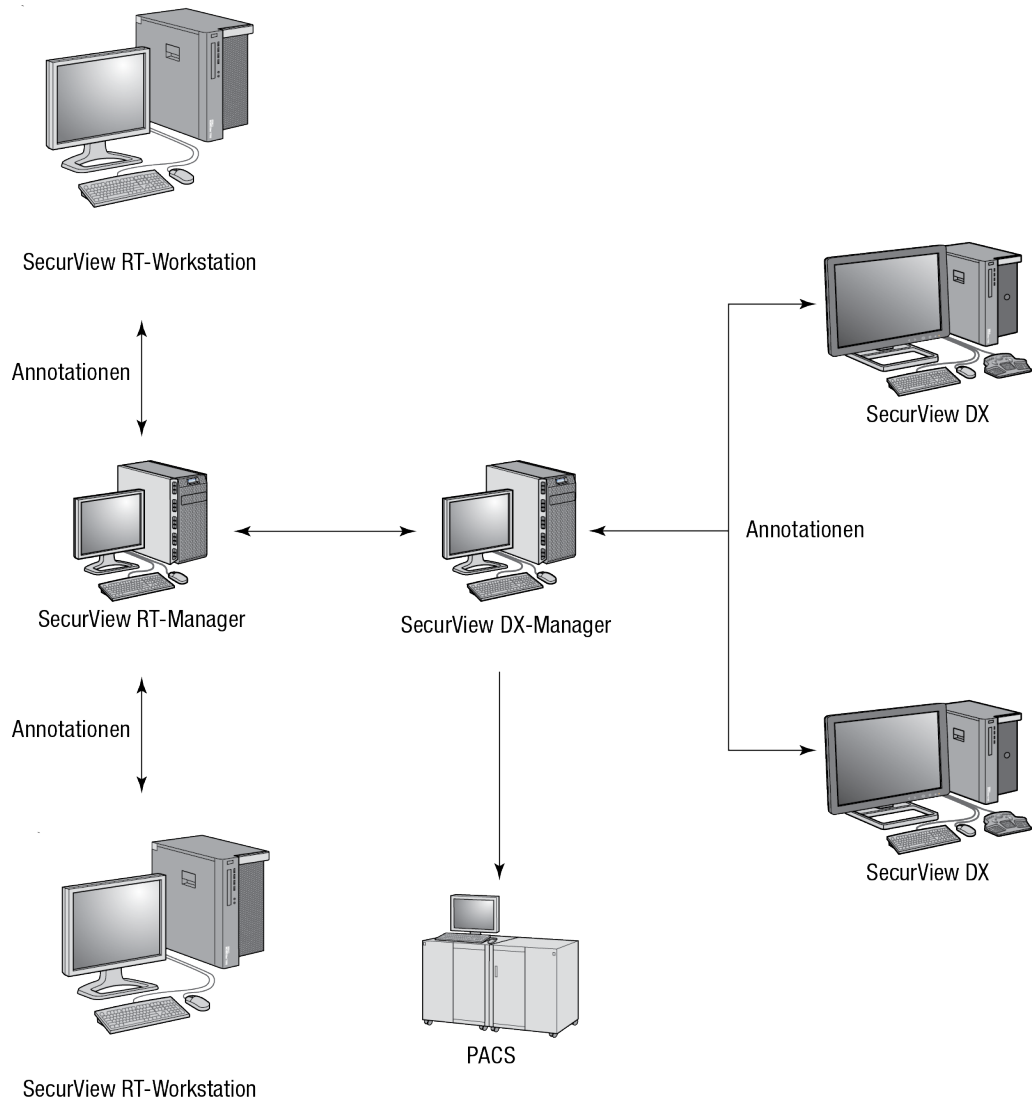 SecurView RT-Workstation
Annotationen
SecurView RT-Manager
Annotationen
SecurView RT-Workstation
SecurView DX-Manager
PACS
SecurView DX
Annotationen
SecurView DX